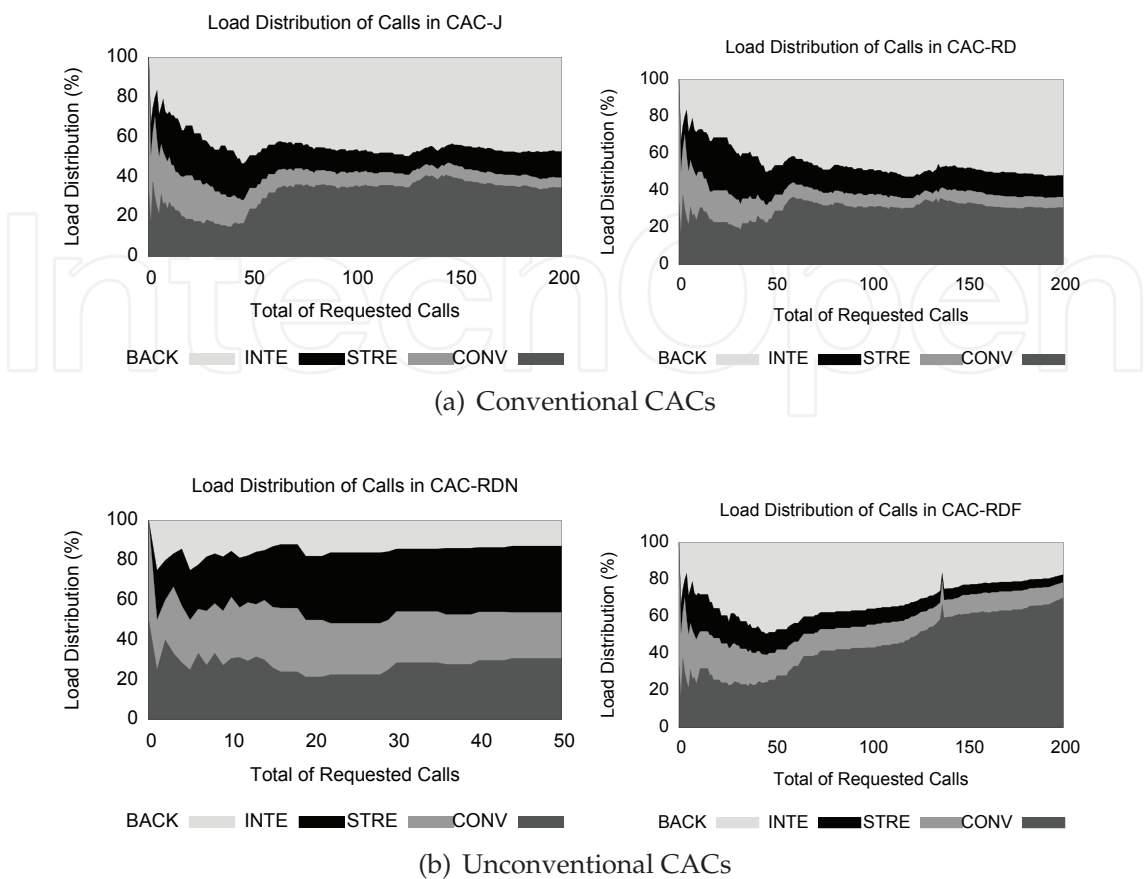 Load Distribution of Calls in CAC-J
Load Distribution (%)
100
80
60
40
20
0
0 50 100 150 200
Total of Requested Calls
BACK INTE STRE CONV
Load Distribution of Calls in CAC-RD
Load Distribution (%)
100
80
60
40
20
0
0 50 100 150 200
Total of Requested Calls
BACK INTE STRE CONV
(a) Conventional CACs
Load Distribution of Calls in CAC-RDN
Load Distribution (%)
100
80
60
40
20
0
0 10 20 30 40 50
Total of Requested Calls
BACK INTE STRE CONV
Load Distribution of Calls in CAC-RDF
Load Distribution (%)
100
80
60
40
20
0
0 50 100 150 200
Total of Requested Calls
BACK INTE STRE CONV
(b) Unconventional CACs
IntechOpen